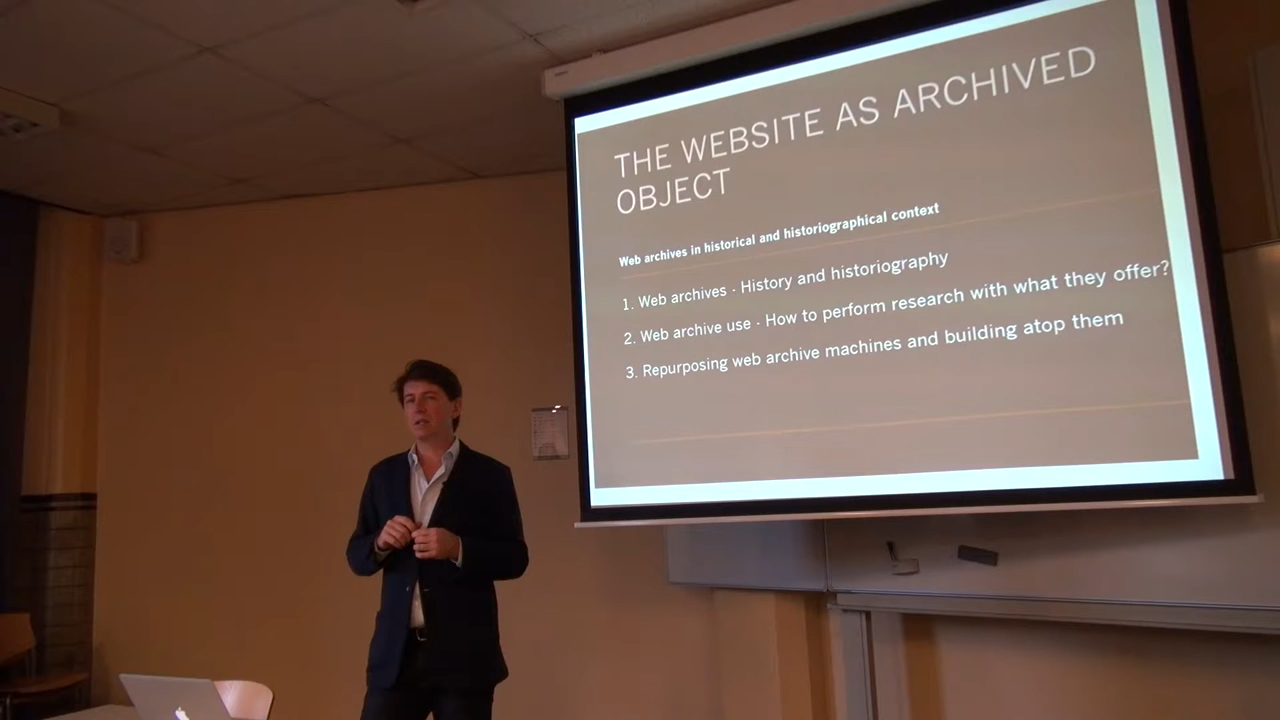 THE WEBSITE AS ARCHIVED
OBJECT
Web archives in historical and historiographical context
1. Web archives - History and historiography
2. Web archive use - How to perform research with what they offer?
3. Repurposing web archive machines and building atop them